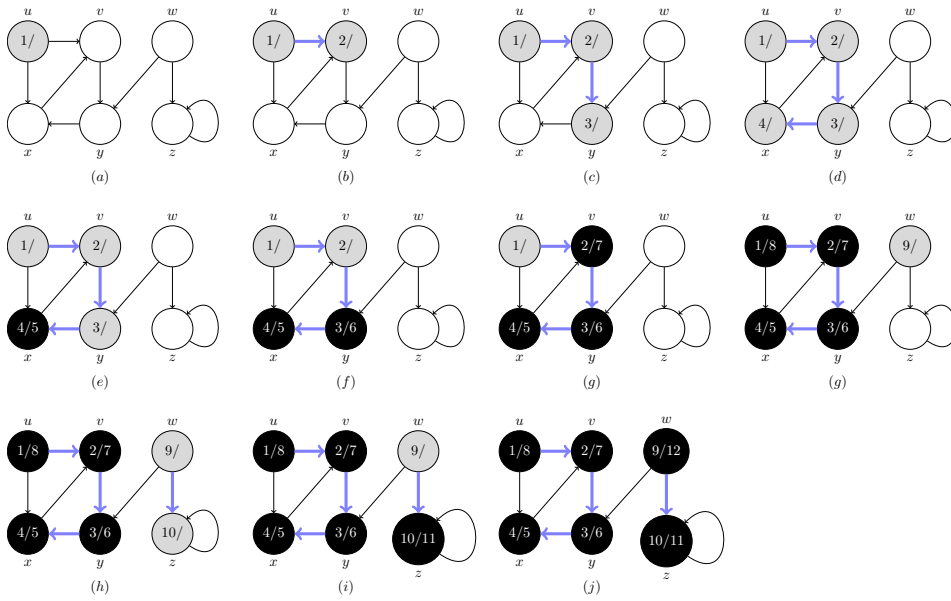 u v w u v w u v w u v w
1/ 1/ 2/ 1/ 2/ 1/ 2/
3/ 4/ 3/
x y z x y z x y z x y z
(a) (b) (c) (d)
u v w u v w u v w u v w
1/ 2/ 1/ 2/ 1/ 2/7 1/8 2/7 9/
4/5 3/ 4/5 3/6 4/5 3/6 4/5 3/6
x y z x y z x y z x y z
(e) (f) (g) (g)
u v w u v w u v w
1/8 2/7 9/ 1/8 2/7 9/ 1/8 2/7 9/12
4/5 3/6 10/ 4/5 3/6 10/11 4/5 3/6 10/11
x y z x y z x y z
(h) (i) (j)